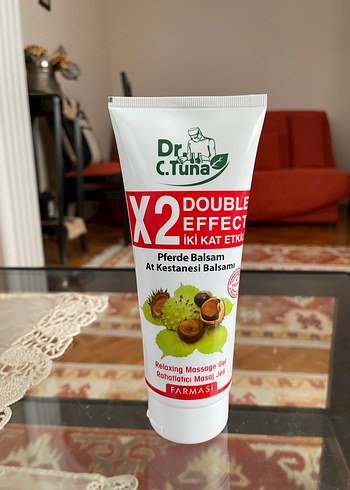 Dr.
C.Tuna
X2 DOUBLE
EFFECT
İKİ KAT ETKİLİ
Pferde Balsam
At Kestanesi Balsamı
Relaxing Massage Gel
Rahatlatıcı Masaj Jeli
FARMASİ